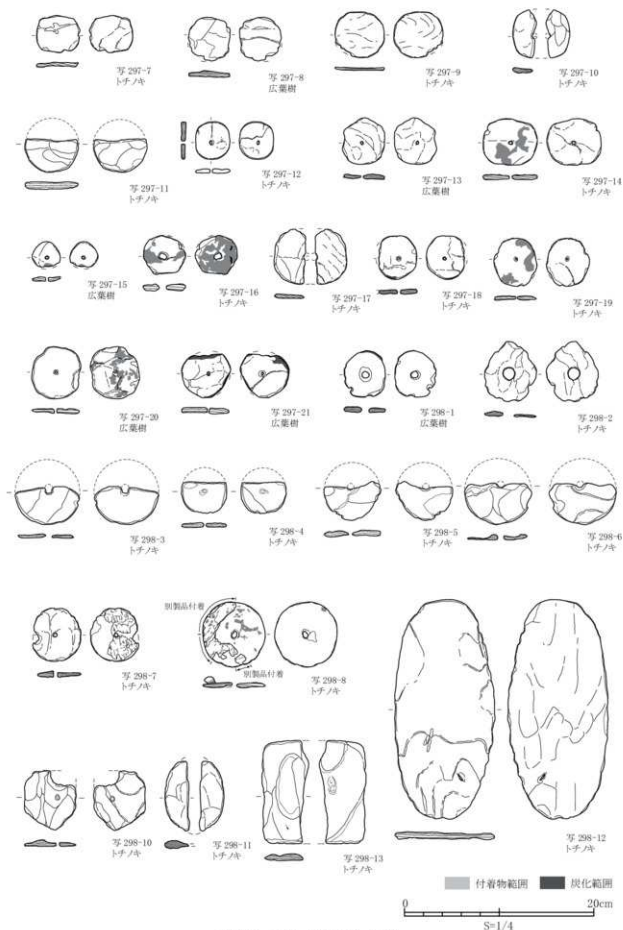 写 297-7
トチノキ
写 297-8
広葉樹
写 297-9
トチノキ
写 297-10
トチノキ
写 297-11
トチノキ
写 297-12
トチノキ
写 297-13
広葉樹
写 297-14
トチノキ
写 297-15
広葉樹
写 297-16
トチノキ
写 297-17
トチノキ
写 297-18
トチノキ
写 297-19
トチノキ
写 297-20
広葉樹
写 297-21
広葉樹
写 298-1
広葉樹
写 298-2
トチノキ
写 298-3
トチノキ
写 298-4
トチノキ
写 298-5
トチノキ
写 298-6
トチノキ
写 298-7
トチノキ
別製品付着
別製品付着
写 298-8
トチノキ
写 298-10
トチノキ
写 298-11
トチノキ
写 298-13
トチノキ
写 298-12
トチノキ
付着物範囲
炭化範囲
0
20cm
S=1/4